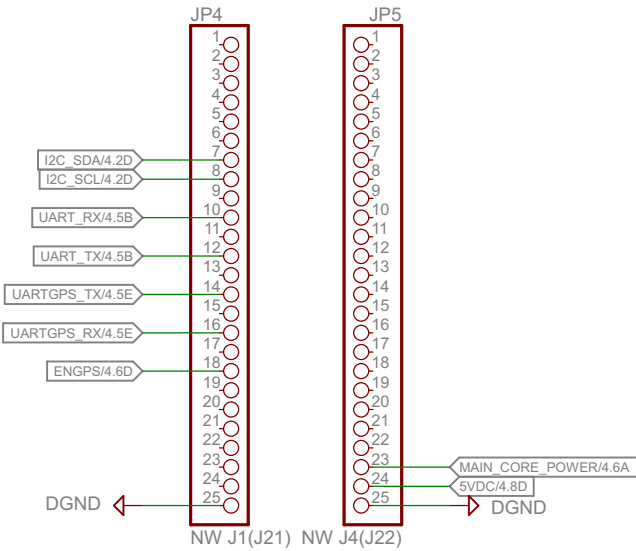 JP4 JP5
1 1
2 2
3 3
4 4
5 5
6 6
I2C_SDA/4.2D 7 7
I2C_SCL/4.2D 8 8
9 9
UART_RX/4.5B 10 10
11 11
UART_TX/4.5B 12 12
13 13
UARTGPS_TX/4.5E 14 14
15 15
UARTGPS_RX/4.5E 16 16
17 17
ENGPS/4.6D 18 18
19 19
20 20
21 21
22 22
23 23 MAIN_CORE_POWER/4.6A
24 24 5VDC/4.8D
DGND 25 25 DGND
NW J1(J21) NW J4(J22)